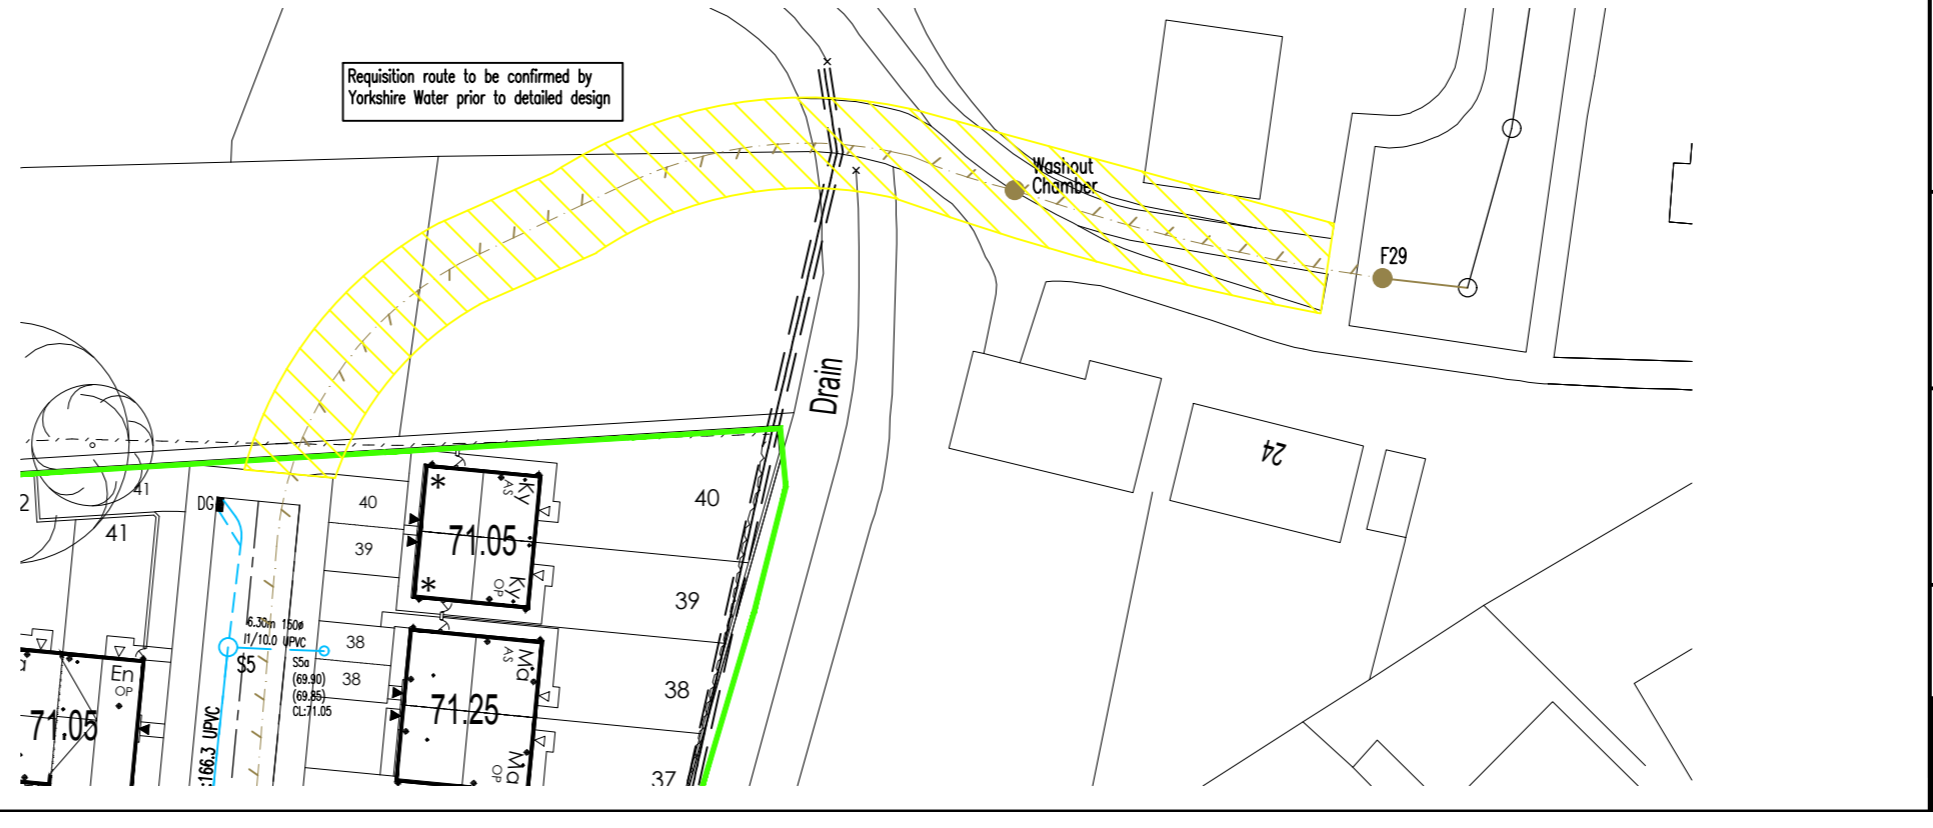 Requisition route to be confirmed by
Yorkshire Water prior to detailed design
Washout
Chamber
F29
Drain
24
2
41
41
DG
40
39
38
38
*
Ky
AS
71.05
*
Ky
OP
40
39
38
37
6.30m 150ø
1/10.0 UPVC
S5
S5a
(69.90)
(69.85)
CL:71.05
:166.3 UPVC
En
OP
71.05
Ma
AS
71.25
Ma
OP